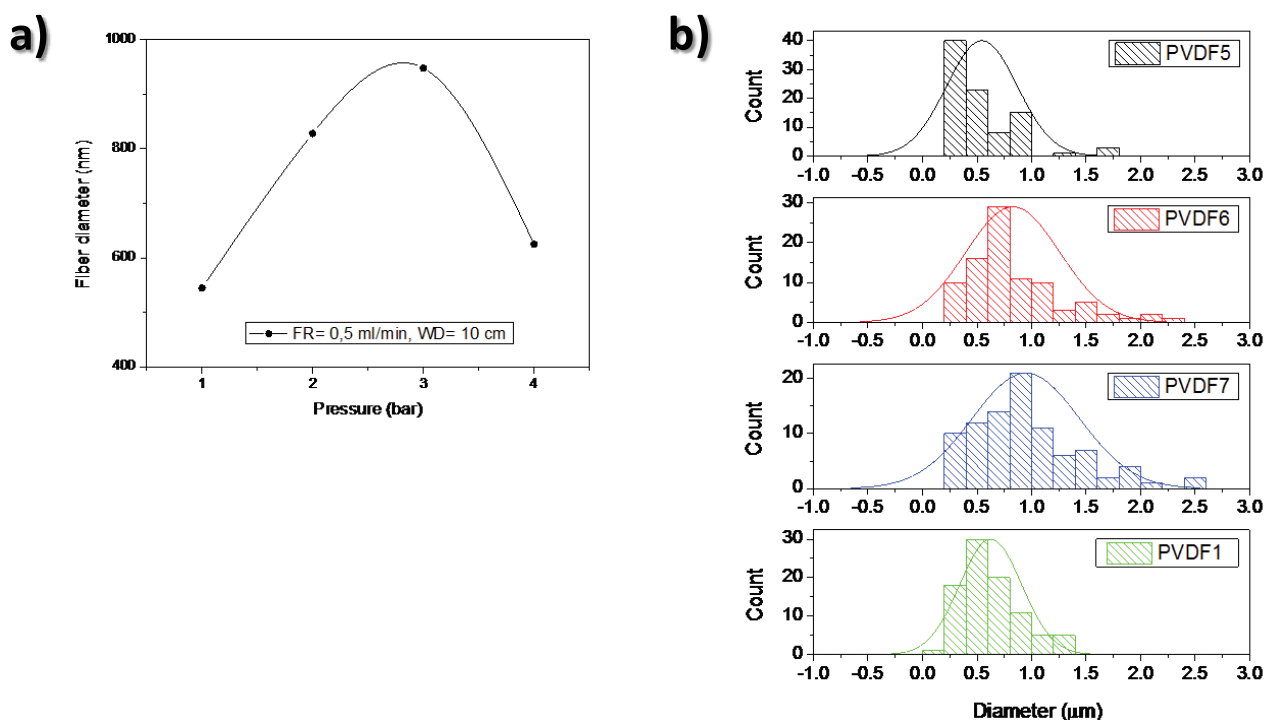 a)
1000
800
600
400
Fiber diameter (nm)
FR= 0,5 ml/min, WD= 10 cm
1 2 3 4
Pressure (bar)
b)
PVDF5
Count
40
30
20
10
0
-1.0 -0.5 0.0 0.5 1.0 1.5 2.0 2.5 3.0
PVDF6
Count
30
20
10
0
-1.0 -0.5 0.0 0.5 1.0 1.5 2.0 2.5 3.0
PVDF7
Count
20
10
0
-1.0 -0.5 0.0 0.5 1.0 1.5 2.0 2.5 3.0
PVDF1
Count
30
20
10
0
-1.0 -0.5 0.0 0.5 1.0 1.5 2.0 2.5 3.0
Diameter (μm)